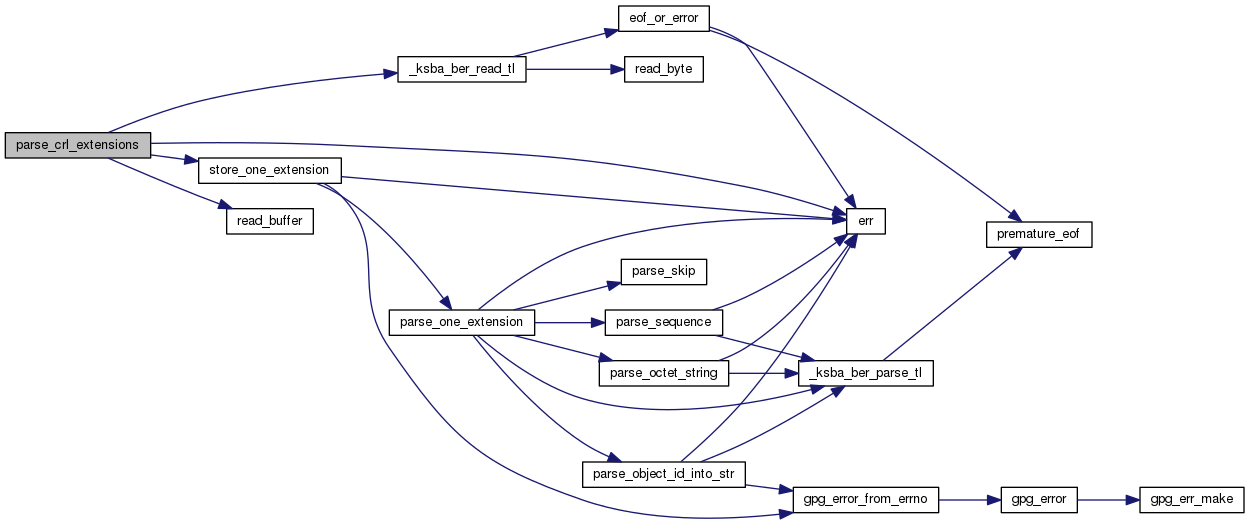 eof_or_error
_ksba_ber_read_tl
read_byte
parse_crl_extensions
store_one_extension
read_buffer
err
premature_eof
parse_skip
parse_one_extension
parse_sequence
parse_octet_string
_ksba_ber_parse_tl
parse_object_id_into_str
gpg_error_from_errno
gpg_error
gpg_err_make